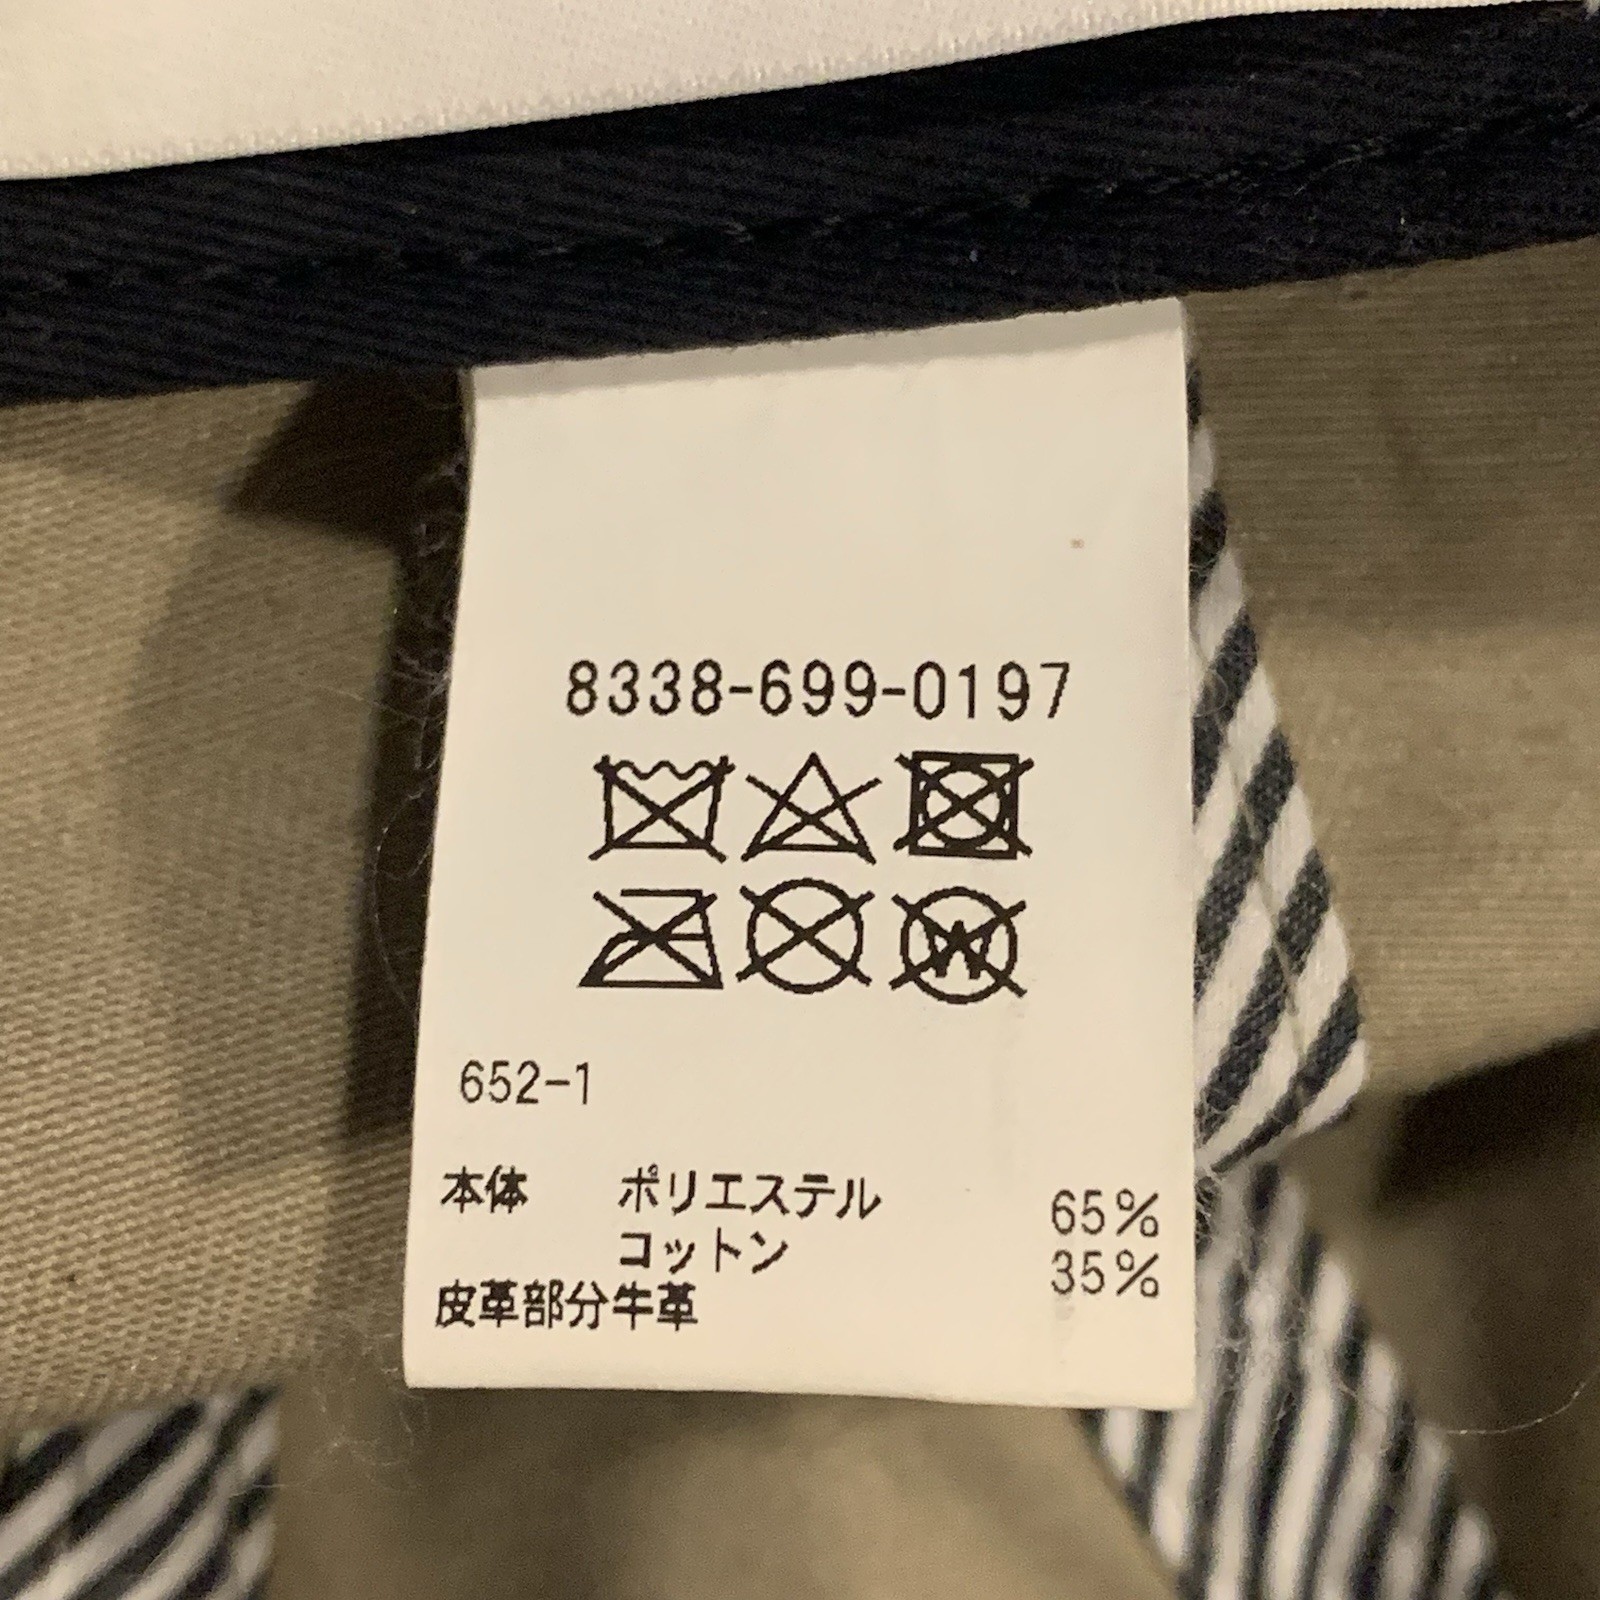 8338-699-0197
W
652-1
本体 ポリエステル 65%
コットン 35%
皮革部分牛革